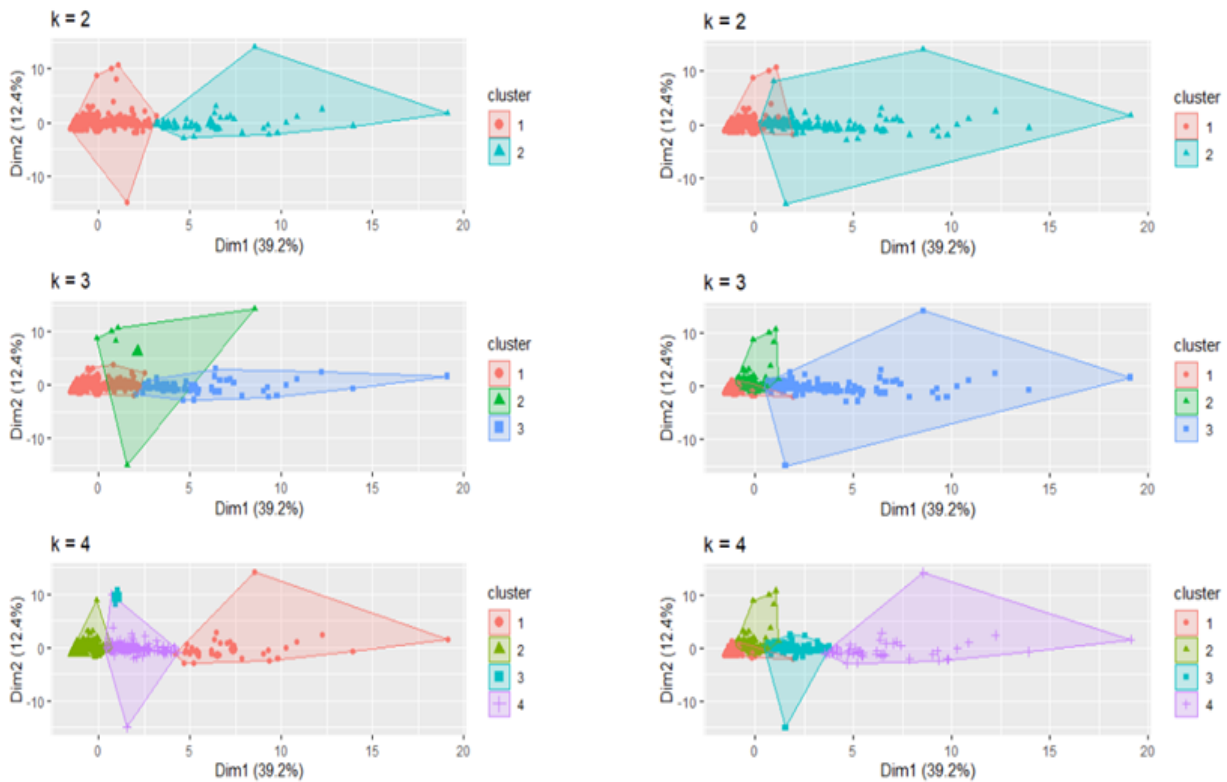 k = 2
10
0
-10
Dim2 (12.4%)
0 5 10 15 20
Dim1 (39.2%)
cluster
1
2
k = 2
10
0
-10
Dim2 (12.4%)
0 5 10 15 20
Dim1 (39.2%)
cluster
1
2
k = 3
10
0
-10
Dim2 (12.4%)
0 5 10 15 20
Dim1 (39.2%)
cluster
1
2
3
k = 3
10
0
-10
Dim2 (12.4%)
0 5 10 15 20
Dim1 (39.2%)
cluster
1
2
3
k = 4
10
0
-10
Dim2 (12.4%)
0 5 10 15 20
Dim1 (39.2%)
cluster
1
2
3
4
k = 4
10
0
-10
Dim2 (12.4%)
0 5 10 15 20
Dim1 (39.2%)
cluster
1
2
3
4